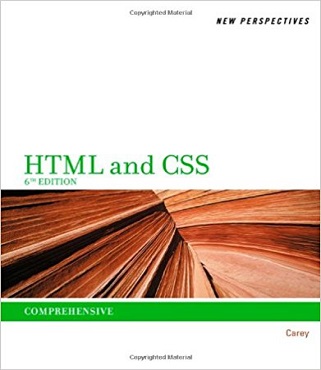 Copyrighted Material
NEW PERSPECTIVES
HTML and CSS
6TH EDITION
COMPREHENSIVE
Carey
Copyrighted Material